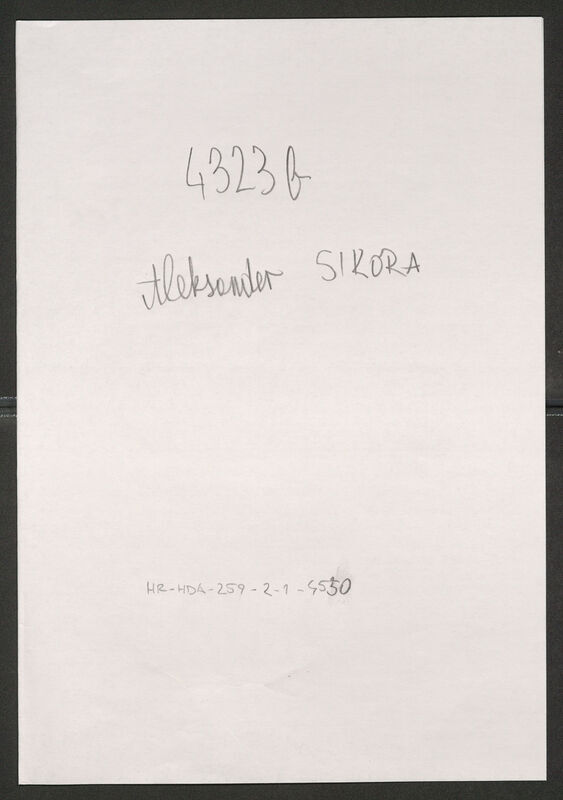 4323 b
Aleksander SIKORA
HR-HDA-259-2-1-4550